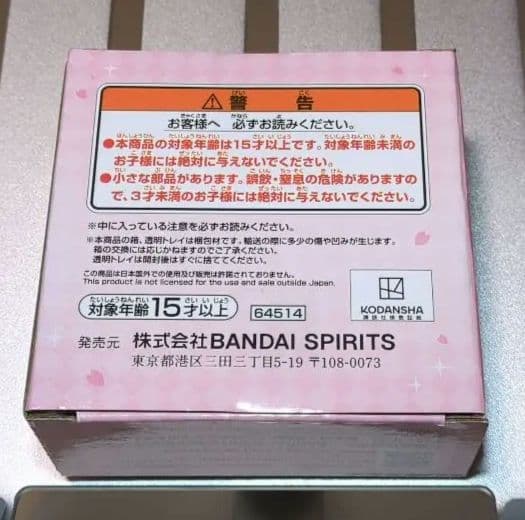 ⚠警告
お客様へ 必ずお読みください。
●本商品の対象年齢は15才以上です。対象年齢未満の
お子様には絶対に与えないでください。
●小さな部品があります。誤飲・窒息の危険がありますの
で、3才未満のお子様には絶対に与えないでください。
※中に入っている注意を必ずお読みください。
※本商品の箱、透明トレイは梱包材です。輸送の際に多少の傷や凹みが生じます。
箱の交換には応じかねますのでご了承ください。
透明トレイは開封後はすぐに捨ててください。
この商品は日本国外での使用及び販売は許諾されておりません。
This product is not licensed for the use and sale outside Japan.
対象年齢15才以上
64514
KODANSHA
講談社検査証紙
発売元 株式会社BANDAI SPIRITS
東京都港区三田三丁目5-19 〒108-0073